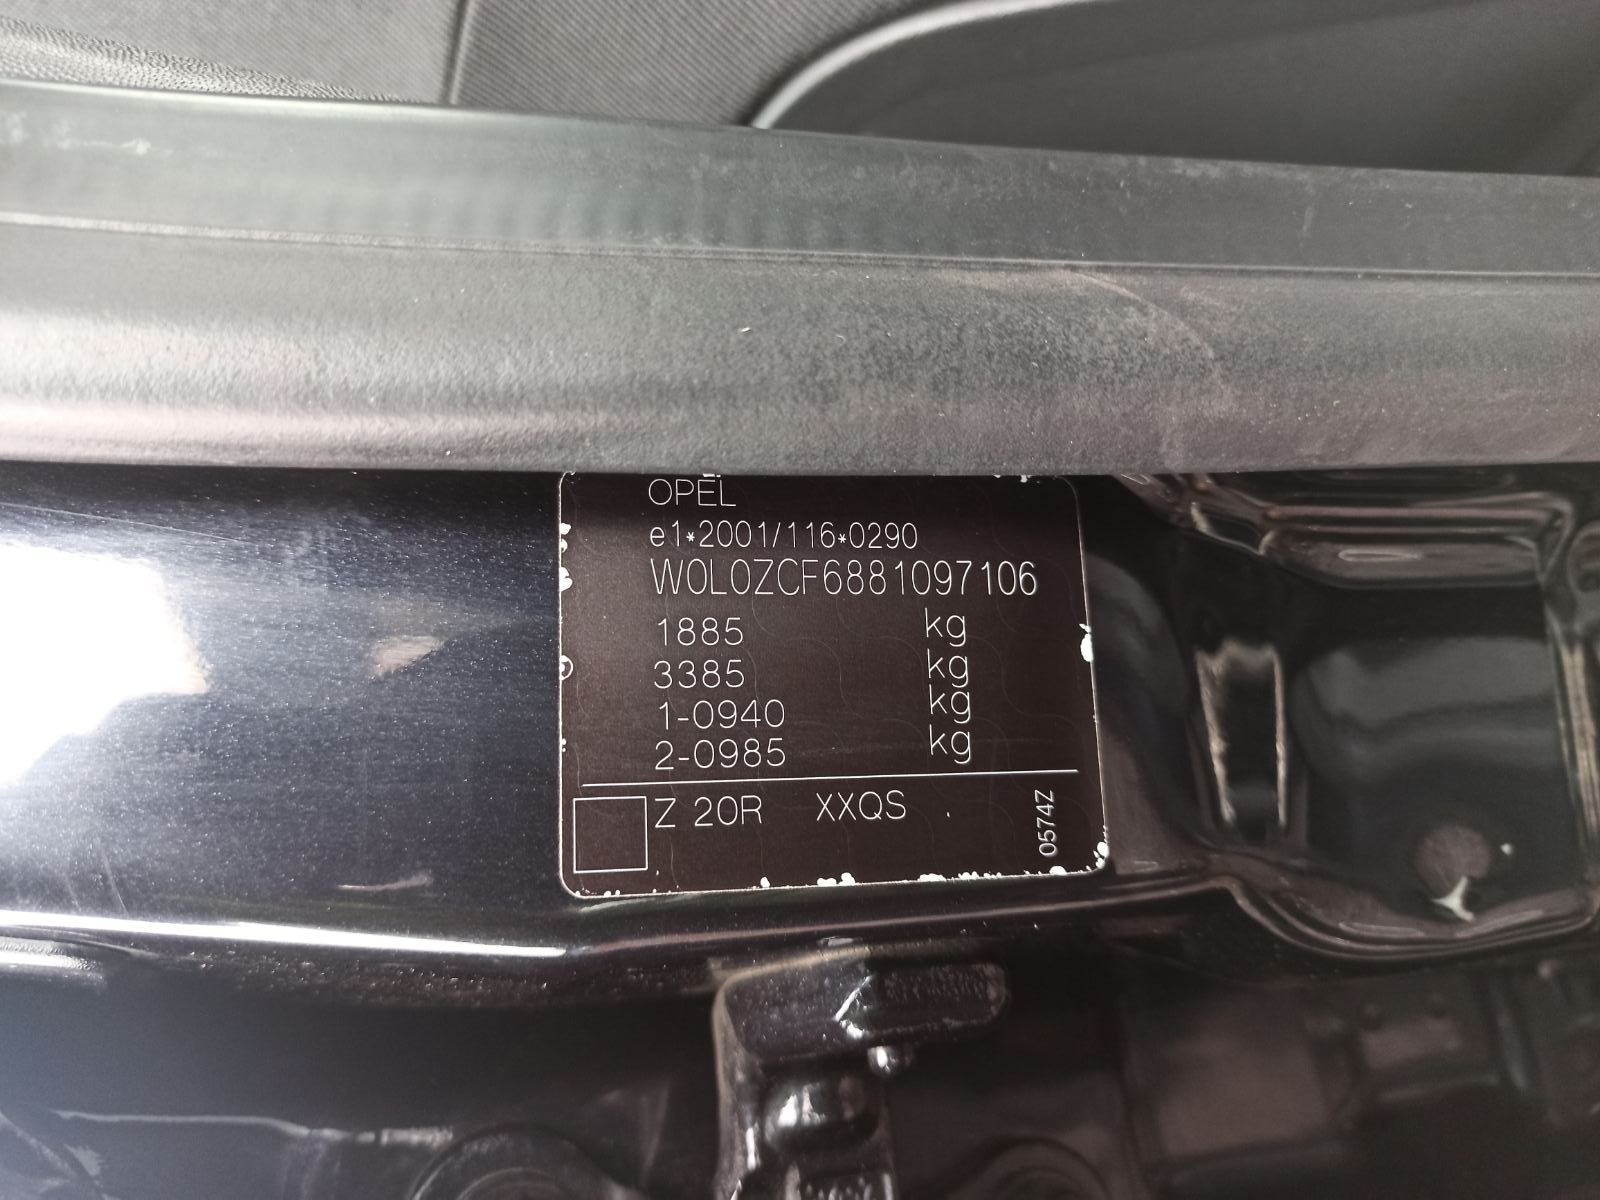 OPEL
e1*2001/116*0290
W0L0ZCF6881097106
1885 kg
3385 kg
1-0940 kg
2-0985 kg
Z 20R XXQS .
0574Z